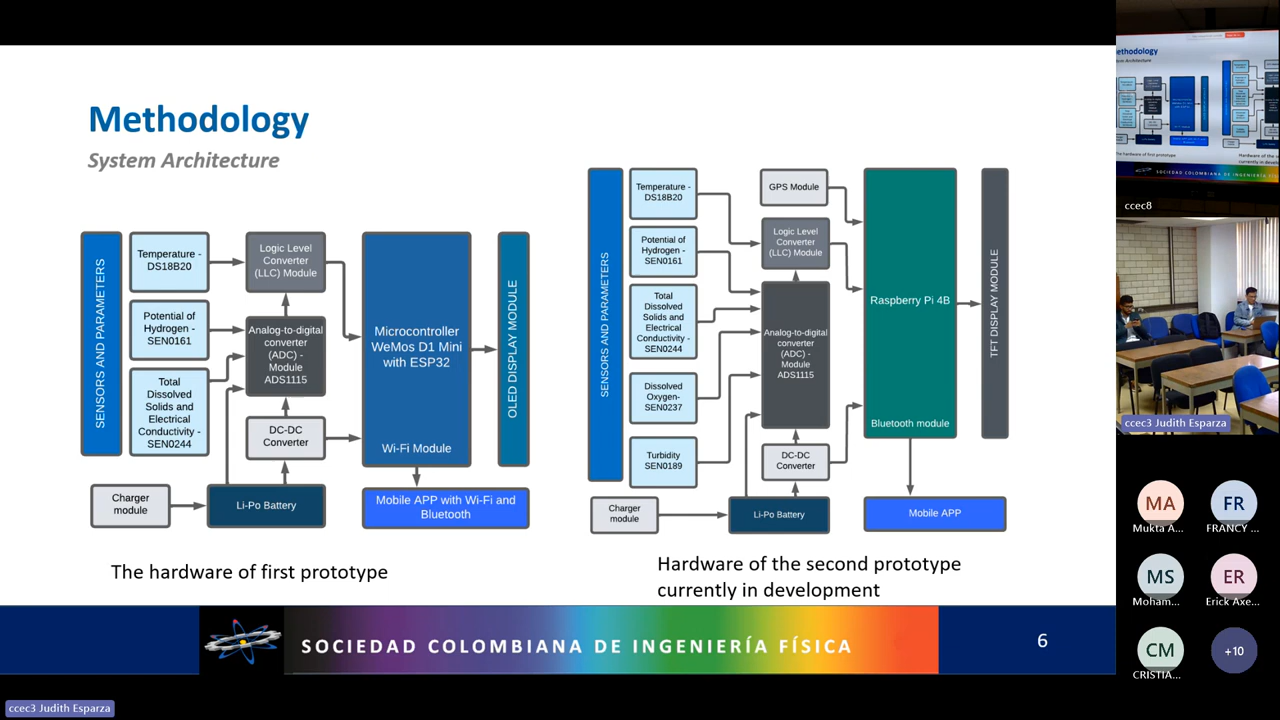 Methodology
System Architecture
SENSORS AND PARAMETERS
Temperature -
DS18B20
Potential of
Hydrogen -
SEN0161
Total
Dissolved
Solids and
Electrical
Conductivity -
SEN0244
Logic Level
Converter
(LLC) Module
Analog-to-digital
converter
(ADC) -
Module
ADS1115
DC-DC
Converter
Charger
module
Li-Po Battery
Microcontroller
WeMos D1 Mini
with ESP32
Wi-Fi Module
OLED DISPLAY MODULE
Mobile APP with Wi-Fi and
Bluetooth
The hardware of first prototype
SENSORS AND PARAMETERS
Temperature -
DS18B20
Potential of
Hydrogen -
SEN0161
Total
Dissolved
Solids and
Electrical
Conductivity -
SEN0244
Dissolved
Oxygen-
SEN0237
Turbidity
SEN0189
GPS Module
Logic Level
Converter
(LLC) Module
Analog-to-digital
converter
(ADC) -
Module
ADS1115
DC-DC
Converter
Charger
module
Li-Po Battery
Raspberry Pi 4B
Bluetooth module
TFT DISPLAY MODULE
Mobile APP
Hardware of the second prototype
currently in development
SOCIEDAD COLOMBIANA DE INGENIERÍA FÍSICA
6
ccec3 Judith Esparza
ccec8
ccec3 Judith Esparza
MA
Mukta A...
FR
FRANCY ...
MS
Moham...
ER
Erick Axe...
CM
CRISTIA...
+10